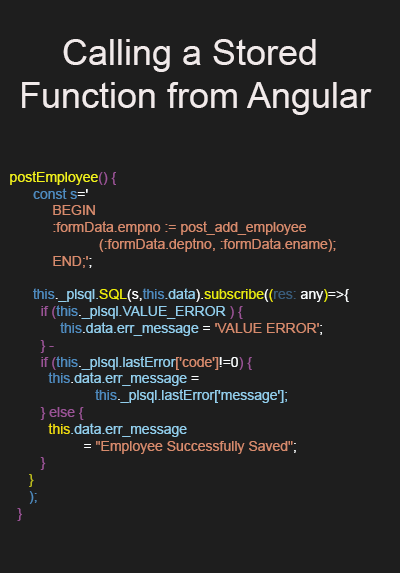 Calling a Stored
Function from Angular
postEmployee() {
const s='
BEGIN
:formData.empno := post_add_employee
(:formData.deptno, :formData.ename);
END;';
this._plsql.SQL(s,this.data).subscribe((res: any)=>{
if (this._plsql.VALUE_ERROR ) {
this.data.err_message = 'VALUE ERROR';
} -
if (this._plsql.lastError['code']!=0) {
this.data.err_message =
this._plsql.lastError['message'];
} else {
this.data.err_message
= "Employee Successfully Saved";
}
}
);
}